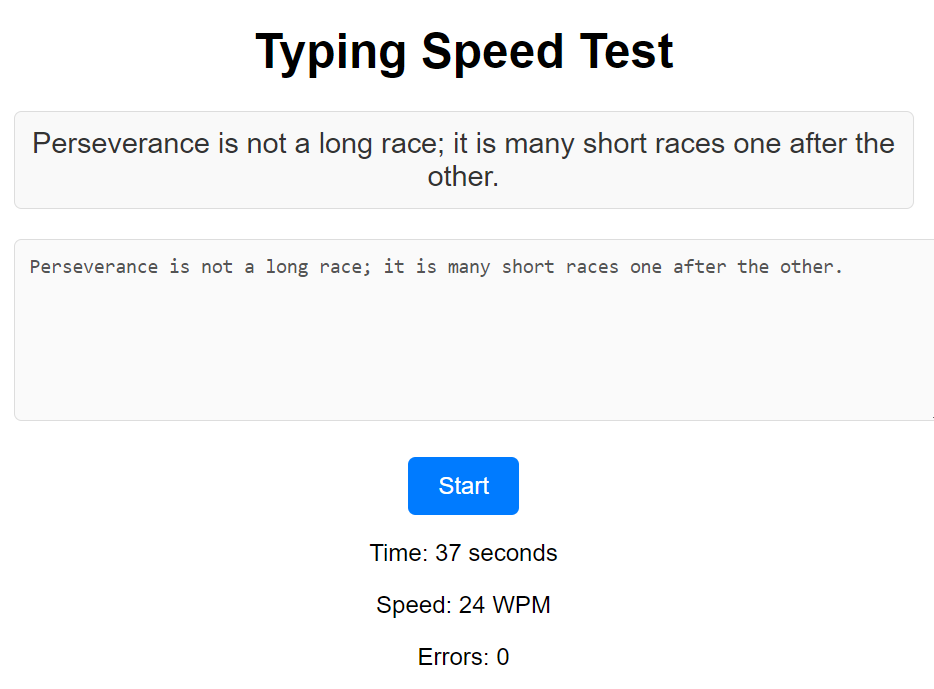 Typing Speed Test
Perseverance is not a long race; it is many short races one after the
other.
Perseverance is not a long race; it is many short races one after the other.
Start
Time: 37 seconds
Speed: 24 WPM
Errors: 0